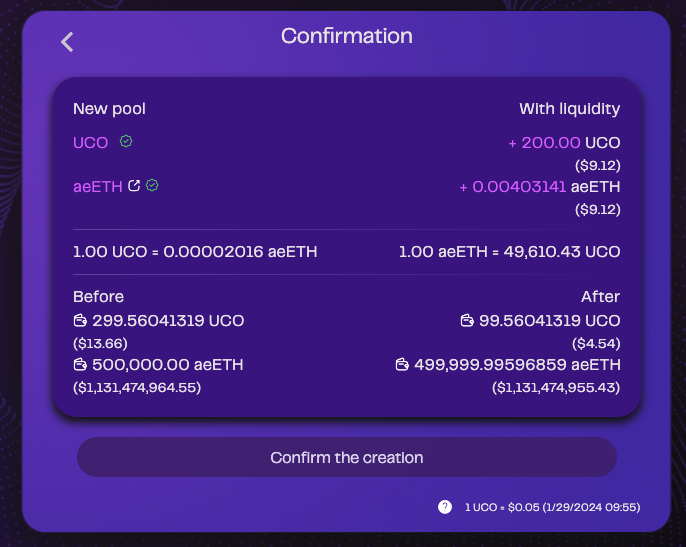 Confirmation
New pool With liquidity
UCO + 200.00 UCO
($9.12)
aeETH + 0.00403141 aeETH
($9.12)
1.00 UCO = 0.00002016 aeETH 1.00 aeETH = 49,610.43 UCO
Before After
299.56041319 UCO 99.56041319 UCO
($13.66) ($4.54)
500,000.00 aeETH 499,999.99596859 aeETH
($1,131,474,964.55) ($1,131,474,955.43)
Confirm the creation
? 1 UCO = $0.05 (1/29/2024 09:55)